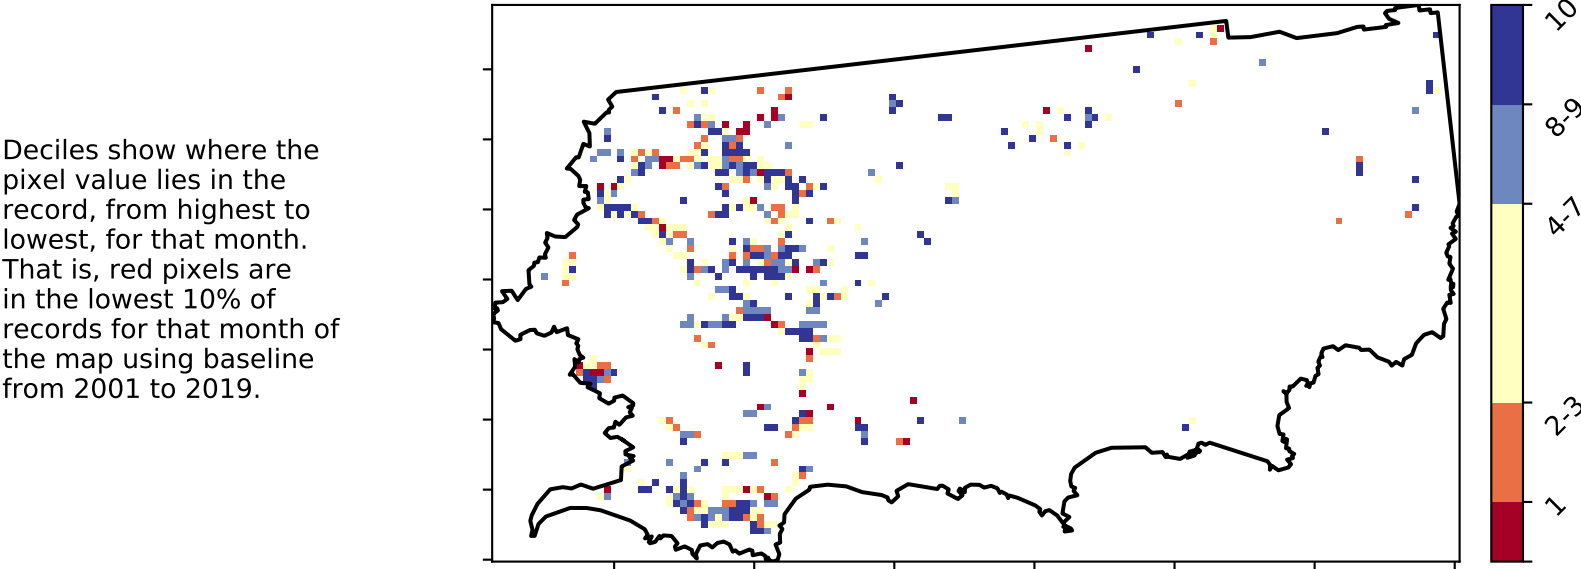 Deciles show where the
pixel value lies in the
record, from highest to
lowest, for that month.
That is, red pixels are
in the lowest 10% of
records for that month of
the map using baseline
from 2001 to 2019.
10
8-9
4-7
2-3
1